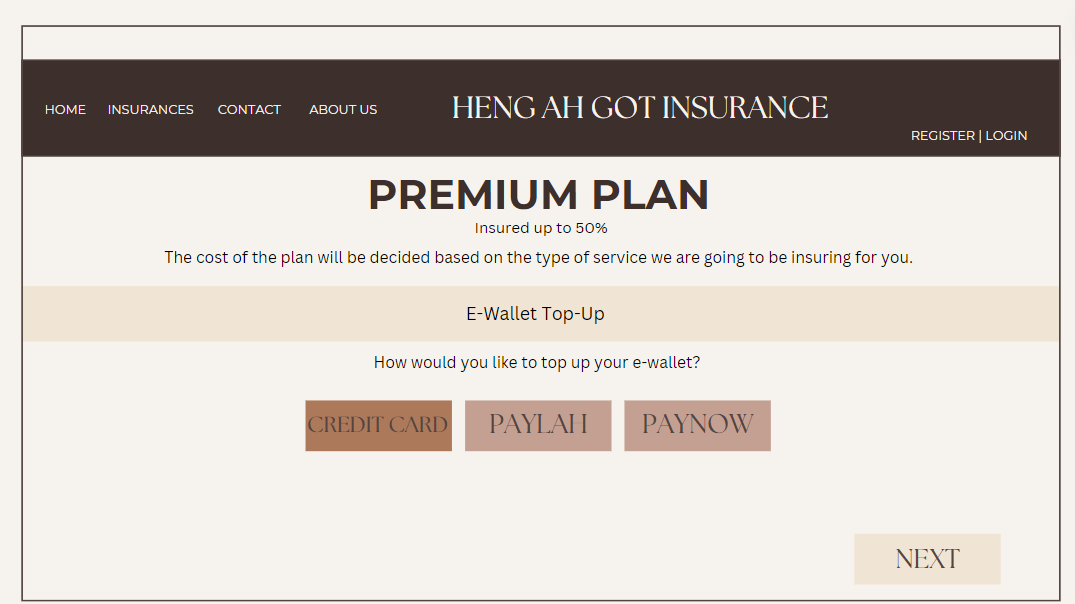 HOME INSURANCES CONTACT ABOUT US HENG AH GOT INSURANCE
REGISTER | LOGIN
PREMIUM PLAN
Insured up to 50%
The cost of the plan will be decided based on the type of service we are going to be insuring for you.
E-Wallet Top-Up
How would you like to top up your e-wallet?
CREDIT CARD PAYLAH PAYNOW
NEXT